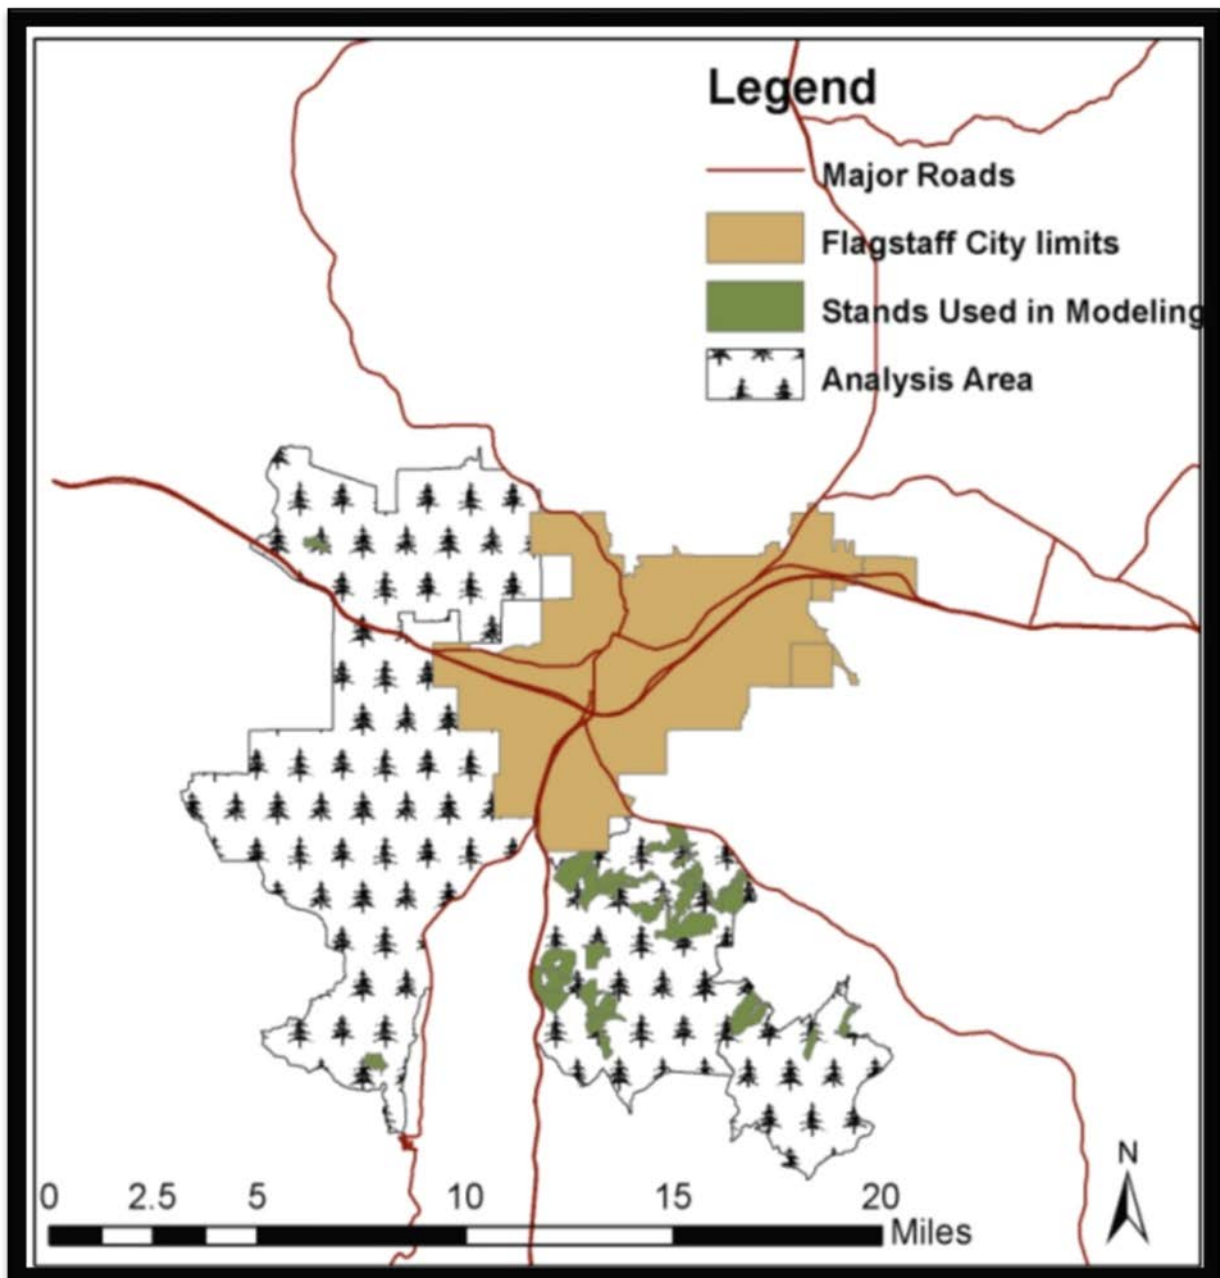 Legend
Major Roads
Flagstaff City limits
Stands Used in Modeling
Analysis Area
N
0 2.5 5 10 15 20
Miles